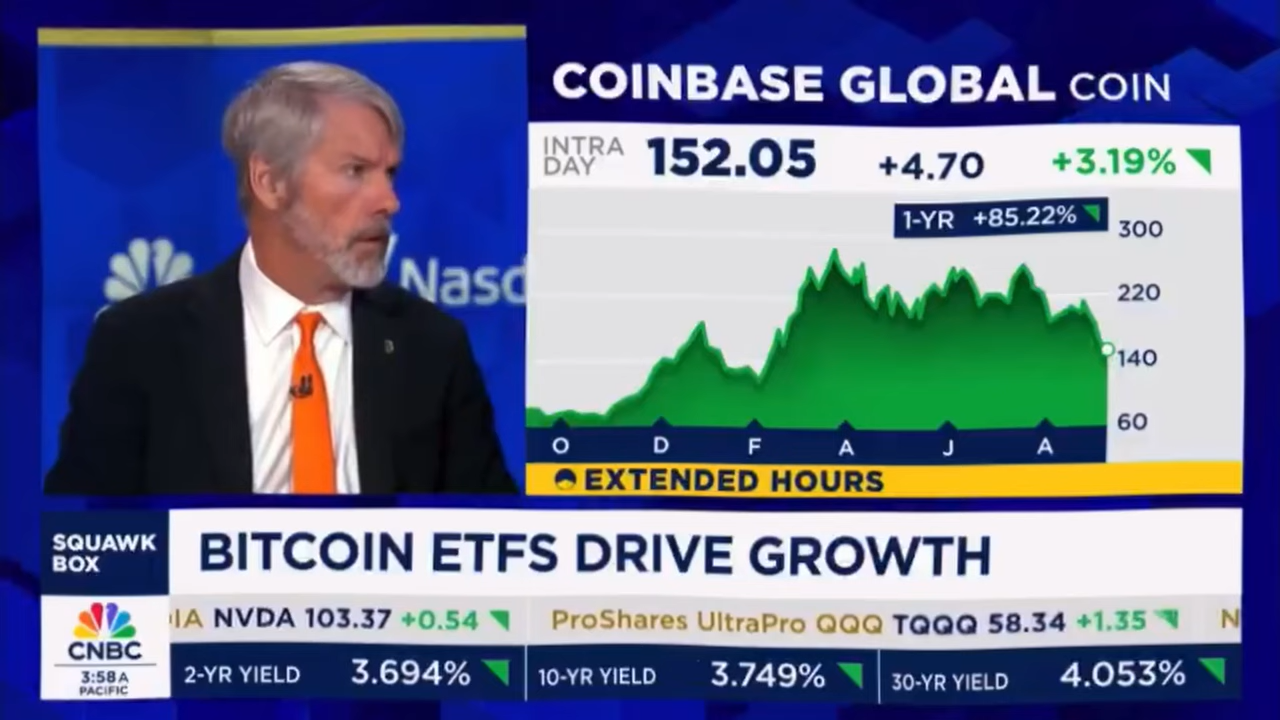 COINBASE GLOBAL COIN
INTRA DAY 152.05 +4.70 +3.19%
1-YR +85.22%
300
220
140
60
O D F A J A
EXTENDED HOURS
Nasd
SQUAWK BOX
BITCOIN ETFS DRIVE GROWTH
IA NVDA 103.37 +0.54 ProShares UltraPro QQQ TQQQ 58.34 +1.35 N
CNBC
3:58A
PACIFIC
2-YR YIELD 3.694% 10-YR YIELD 3.749% 30-YR YIELD 4.053%